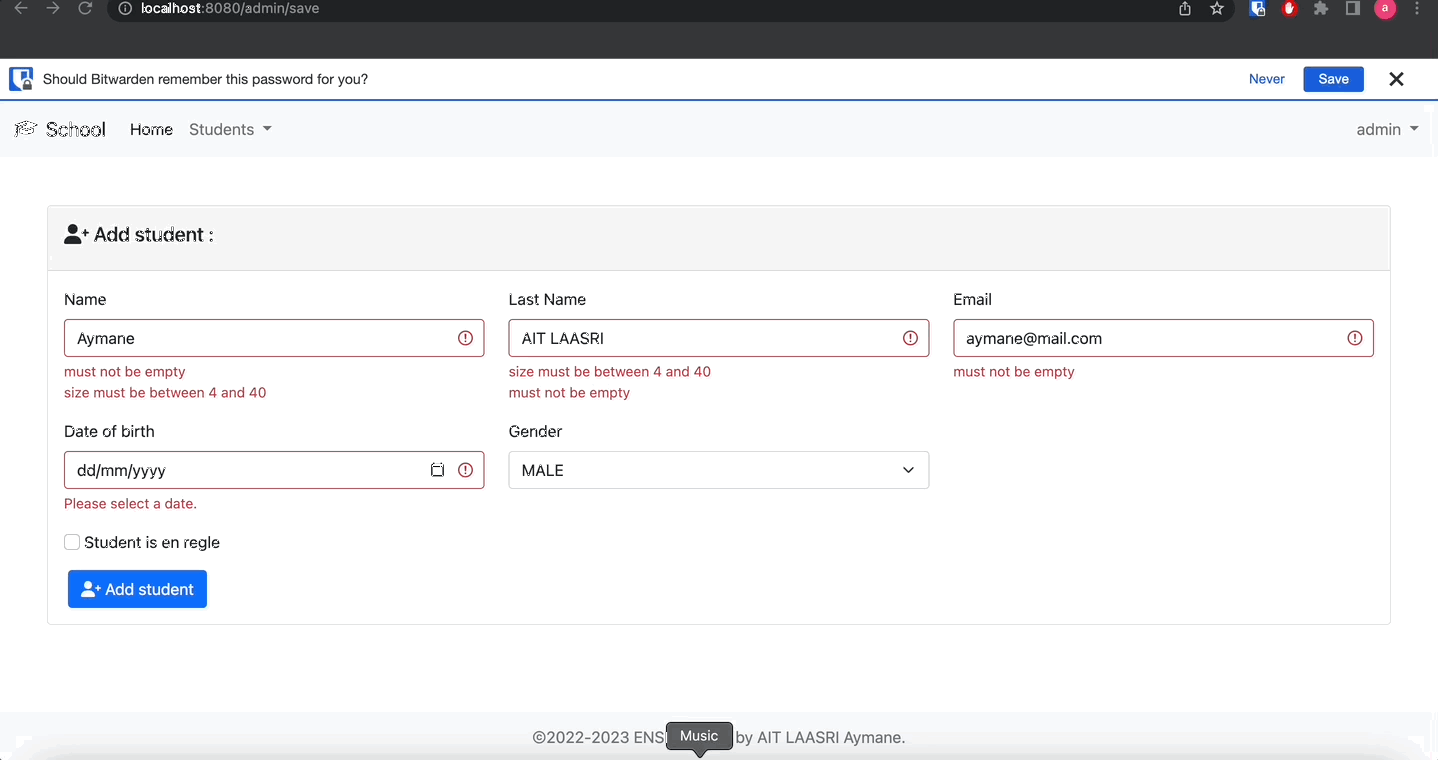 localhost:8080/admin/save
a
Should Bitwarden remember this password for you?
Never
Save
School
Home
Students
admin
Add student :
Name
Last Name
Email
Aymane
AIT LAASRI
aymane@mail.com
must not be empty
size must be between 4 and 40
must not be empty
size must be between 4 and 40
must not be empty
Date of birth
Gender
dd/mm/yyyy
MALE
Please select a date.
Student is en regle
Add student
©2022-2023 ENS
Music
by AIT LAASRI Aymane.